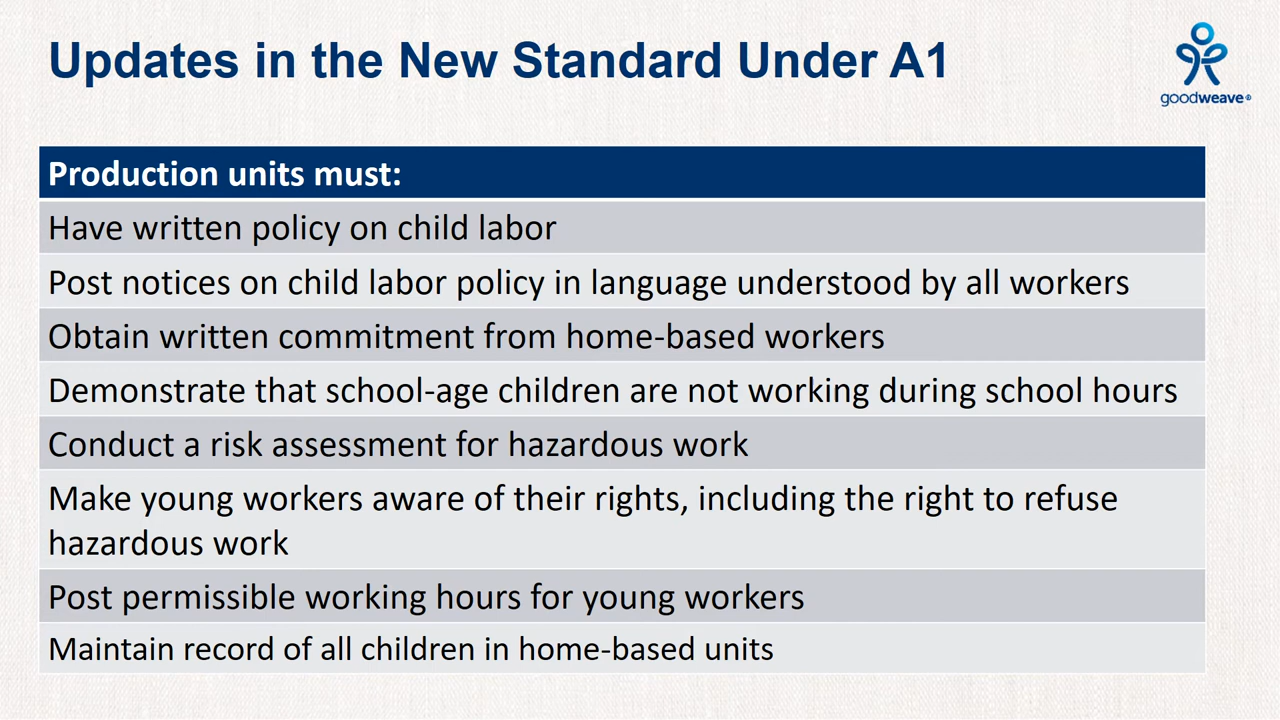 Updates in the New Standard Under A1
goodweave®
Production units must:
Have written policy on child labor
Post notices on child labor policy in language understood by all workers
Obtain written commitment from home-based workers
Demonstrate that school-age children are not working during school hours
Conduct a risk assessment for hazardous work
Make young workers aware of their rights, including the right to refuse
hazardous work
Post permissible working hours for young workers
Maintain record of all children in home-based units